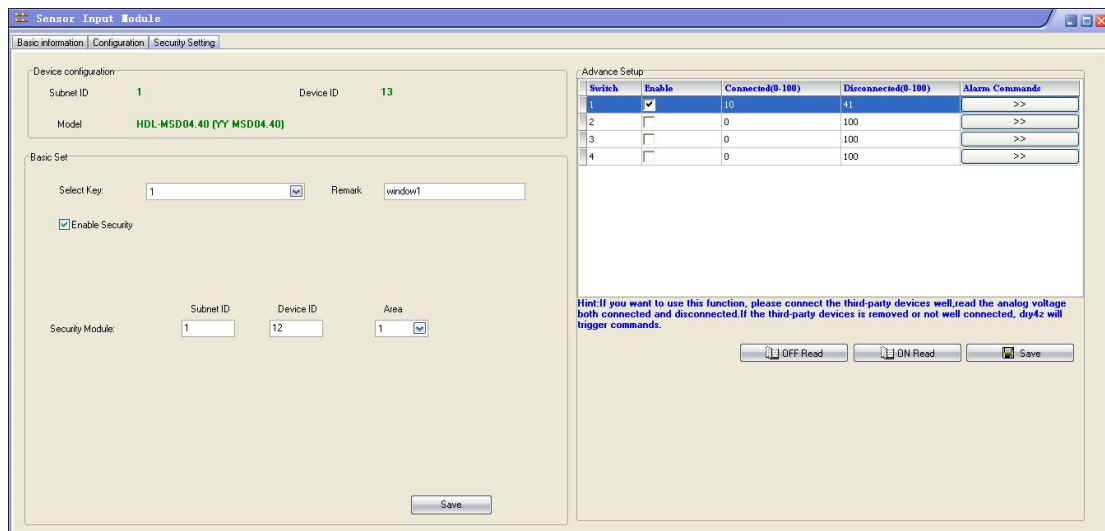 Sensor Input Module
Basic information Configuration Security Setting
Device configuration
Subnet ID 1 Device ID 13
Model HDL-MSD04.40 (YY MSD04.40)
Basic Set
Select Key: 1 Remark window1
Enable Security
Subnet ID Device ID Area
Security Module: 1 12 1
Save
Advance Setup
Switch Enable Connected(0-100) Disconnected(0-100) Alarm Commands
1 10 41 >>
2 0 100 >>
3 0 100 >>
4 0 100 >>
Hint:If you want to use this function, please connect the third-party devices well,read the analog voltage
both connected and disconnected.If the third-party devices is removed or not well connected, dry4z will
trigger commands.
OFF Read ON Read Save